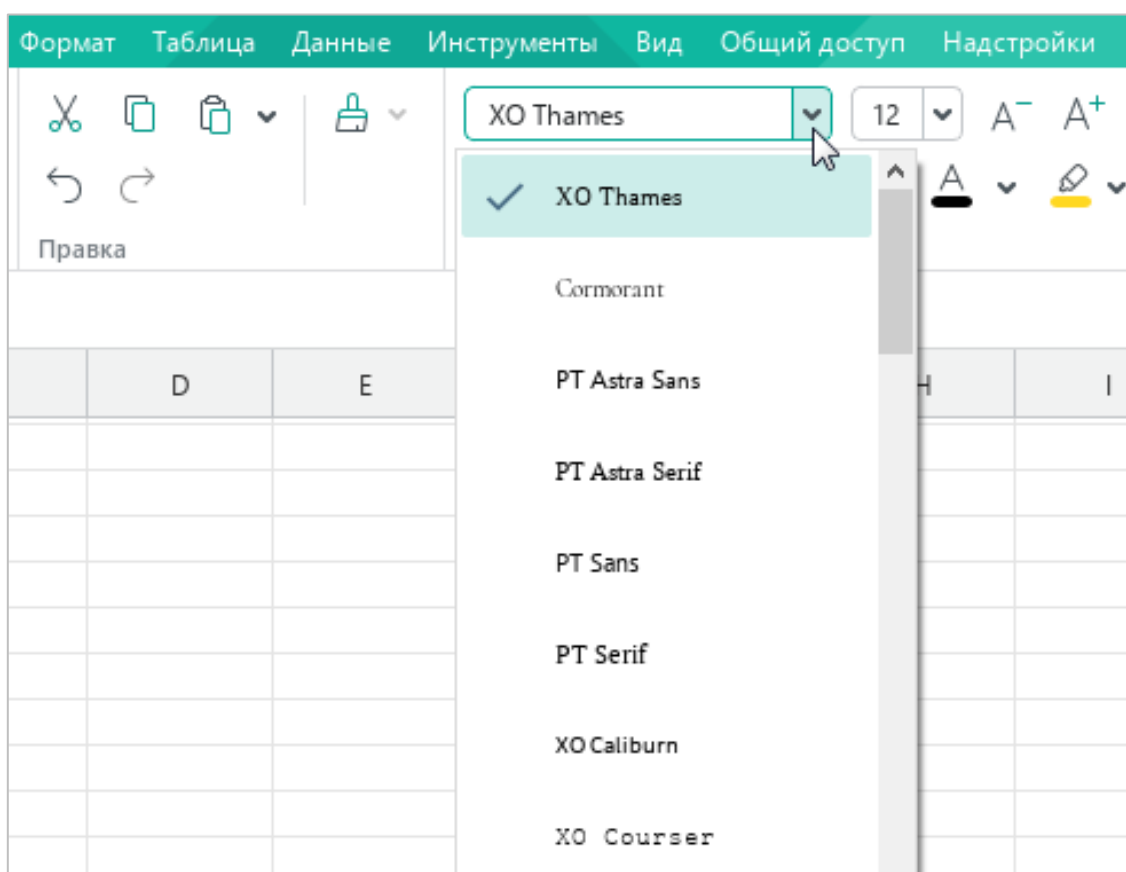 Формат Таблица Данные Инструменты Вид Общий доступ Надстройки
XO Thames 12 A− A+
A
Правка
XO Thames
Cormorant
D E H I
PT Astra Sans
PT Astra Serif
PT Sans
PT Serif
XO Caliburn
XO Courser